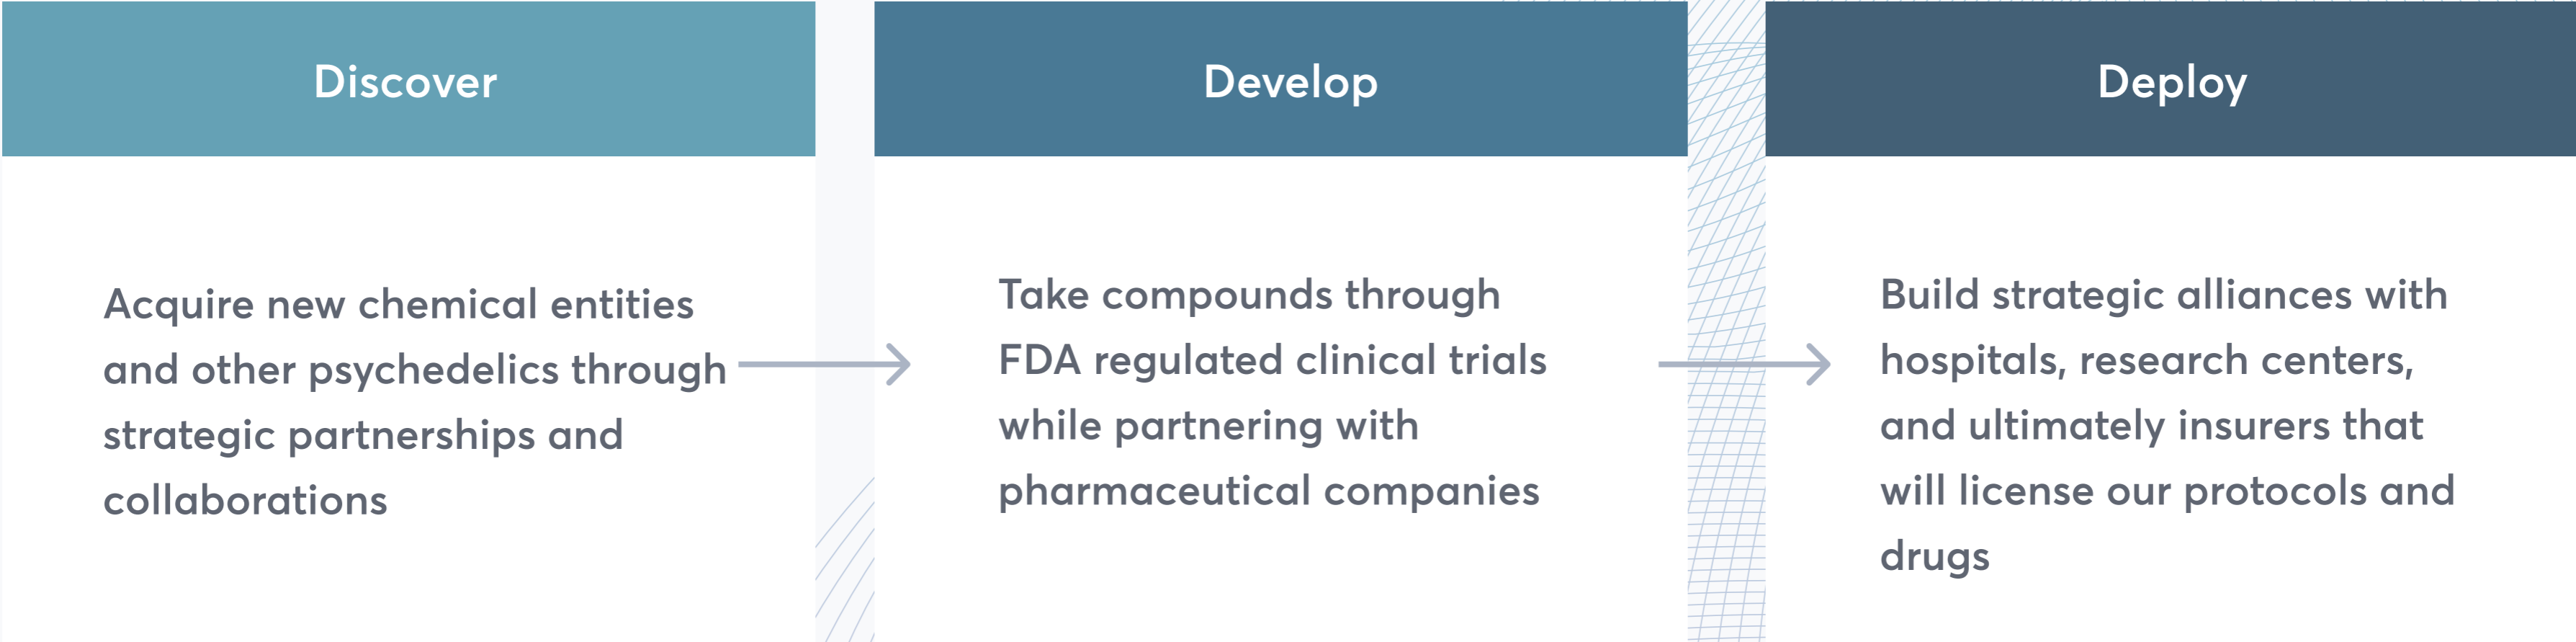 Discover
Acquire new chemical entities
and other psychedelics through
strategic partnerships and
collaborations
Develop
Take compounds through
FDA regulated clinical trials
while partnering with
pharmaceutical companies
Deploy
Build strategic alliances with
hospitals, research centers,
and ultimately insurers that
will license our protocols and
drugs